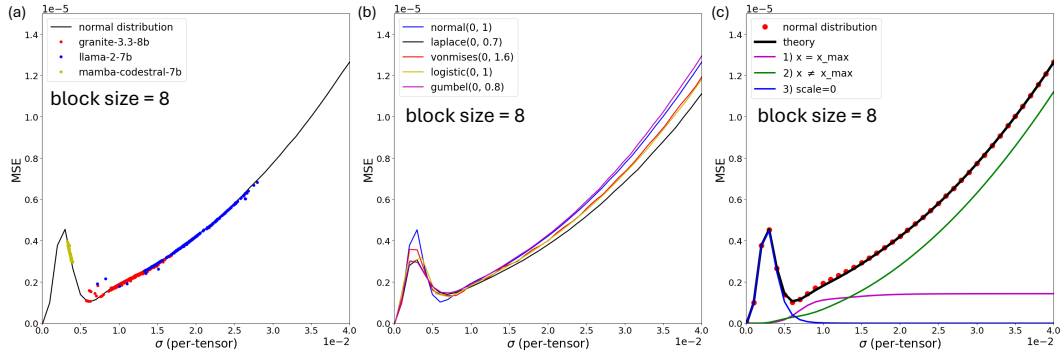 (a)
1e−5
normal distribution
granite-3.3-8b
llama-2-7b
mamba-codestral-7b
block size = 8
MSE
1.4
1.2
1.0
0.8
0.6
0.4
0.2
0.0
0.0 0.5 1.0 1.5 2.0 2.5 3.0 3.5 4.0
σ (per-tensor)
1e−2
(b)
1e−5
normal(0, 1)
laplace(0, 0.7)
vonmises(0, 1.6)
logistic(0, 1)
gumbel(0, 0.8)
block size = 8
MSE
1.4
1.2
1.0
0.8
0.6
0.4
0.2
0.0
0.0 0.5 1.0 1.5 2.0 2.5 3.0 3.5 4.0
σ (per-tensor)
1e−2
(c)
1e−5
normal distribution
theory
1) x = x_max
2) x ≠ x_max
3) scale=0
block size = 8
MSE
1.4
1.2
1.0
0.8
0.6
0.4
0.2
0.0
0.0 0.5 1.0 1.5 2.0 2.5 3.0 3.5 4.0
σ (per-tensor)
1e−2